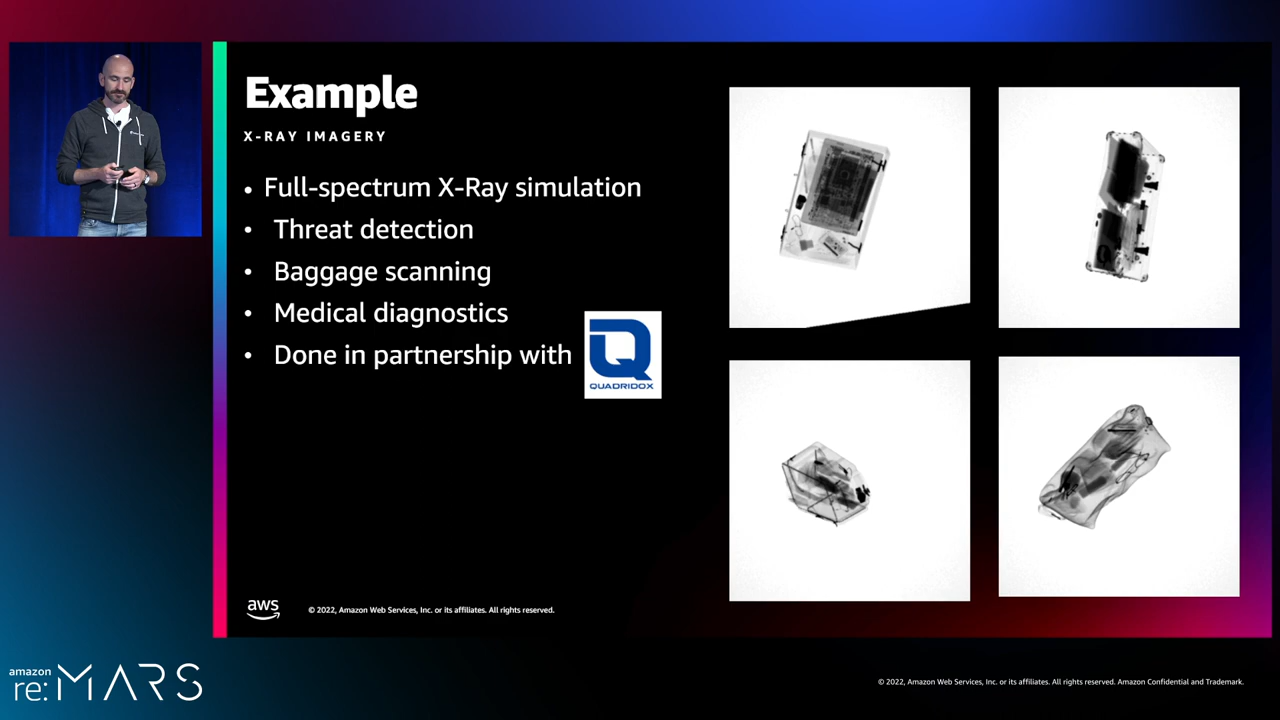 Example
X-RAY IMAGERY
• Full-spectrum X-Ray simulation
• Threat detection
• Baggage scanning
• Medical diagnostics
• Done in partnership with
QUADRIDOX
aws
© 2022, Amazon Web Services, Inc. or its affiliates. All rights reserved.
amazon
re:MARS
© 2022, Amazon Web Services, Inc. or its affiliates. All rights reserved. Amazon Confidential and Trademark.